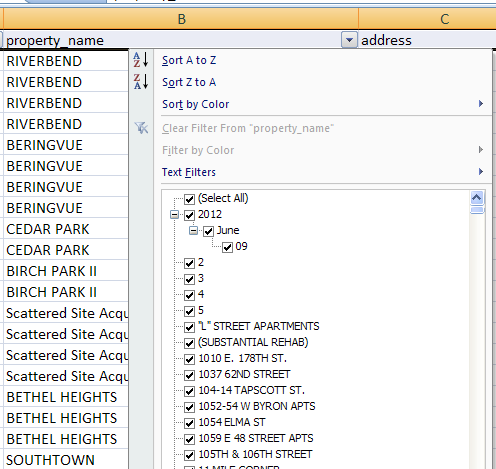 B C
property_name address
RIVERBEND
RIVERBEND
RIVERBEND
RIVERBEND
BERINGVUE
BERINGVUE
BERINGVUE
BERINGVUE
CEDAR PARK
CEDAR PARK
BIRCH PARK II
BIRCH PARK II
Scattered Site Acqu
Scattered Site Acqu
Scattered Site Acqu
Scattered Site Acqu
BETHEL HEIGHTS
BETHEL HEIGHTS
BETHEL HEIGHTS
SOUTHTOWN
Sort A to Z
Sort Z to A
Sort by Color
Clear Filter From "property_name"
Filter by Color
Text Filters
(Select All)
2012
June
09
2
3
4
5
"L" STREET APARTMENTS
(SUBSTANTIAL REHAB)
1010 E. 178TH ST.
1037 62ND STREET
104-14 TAPSCOTT ST.
1052-54 W BYRON APTS
1054 ELMA ST
1059 E 48 STREET APTS
105TH & 106TH STREET
11 MILE CORNER